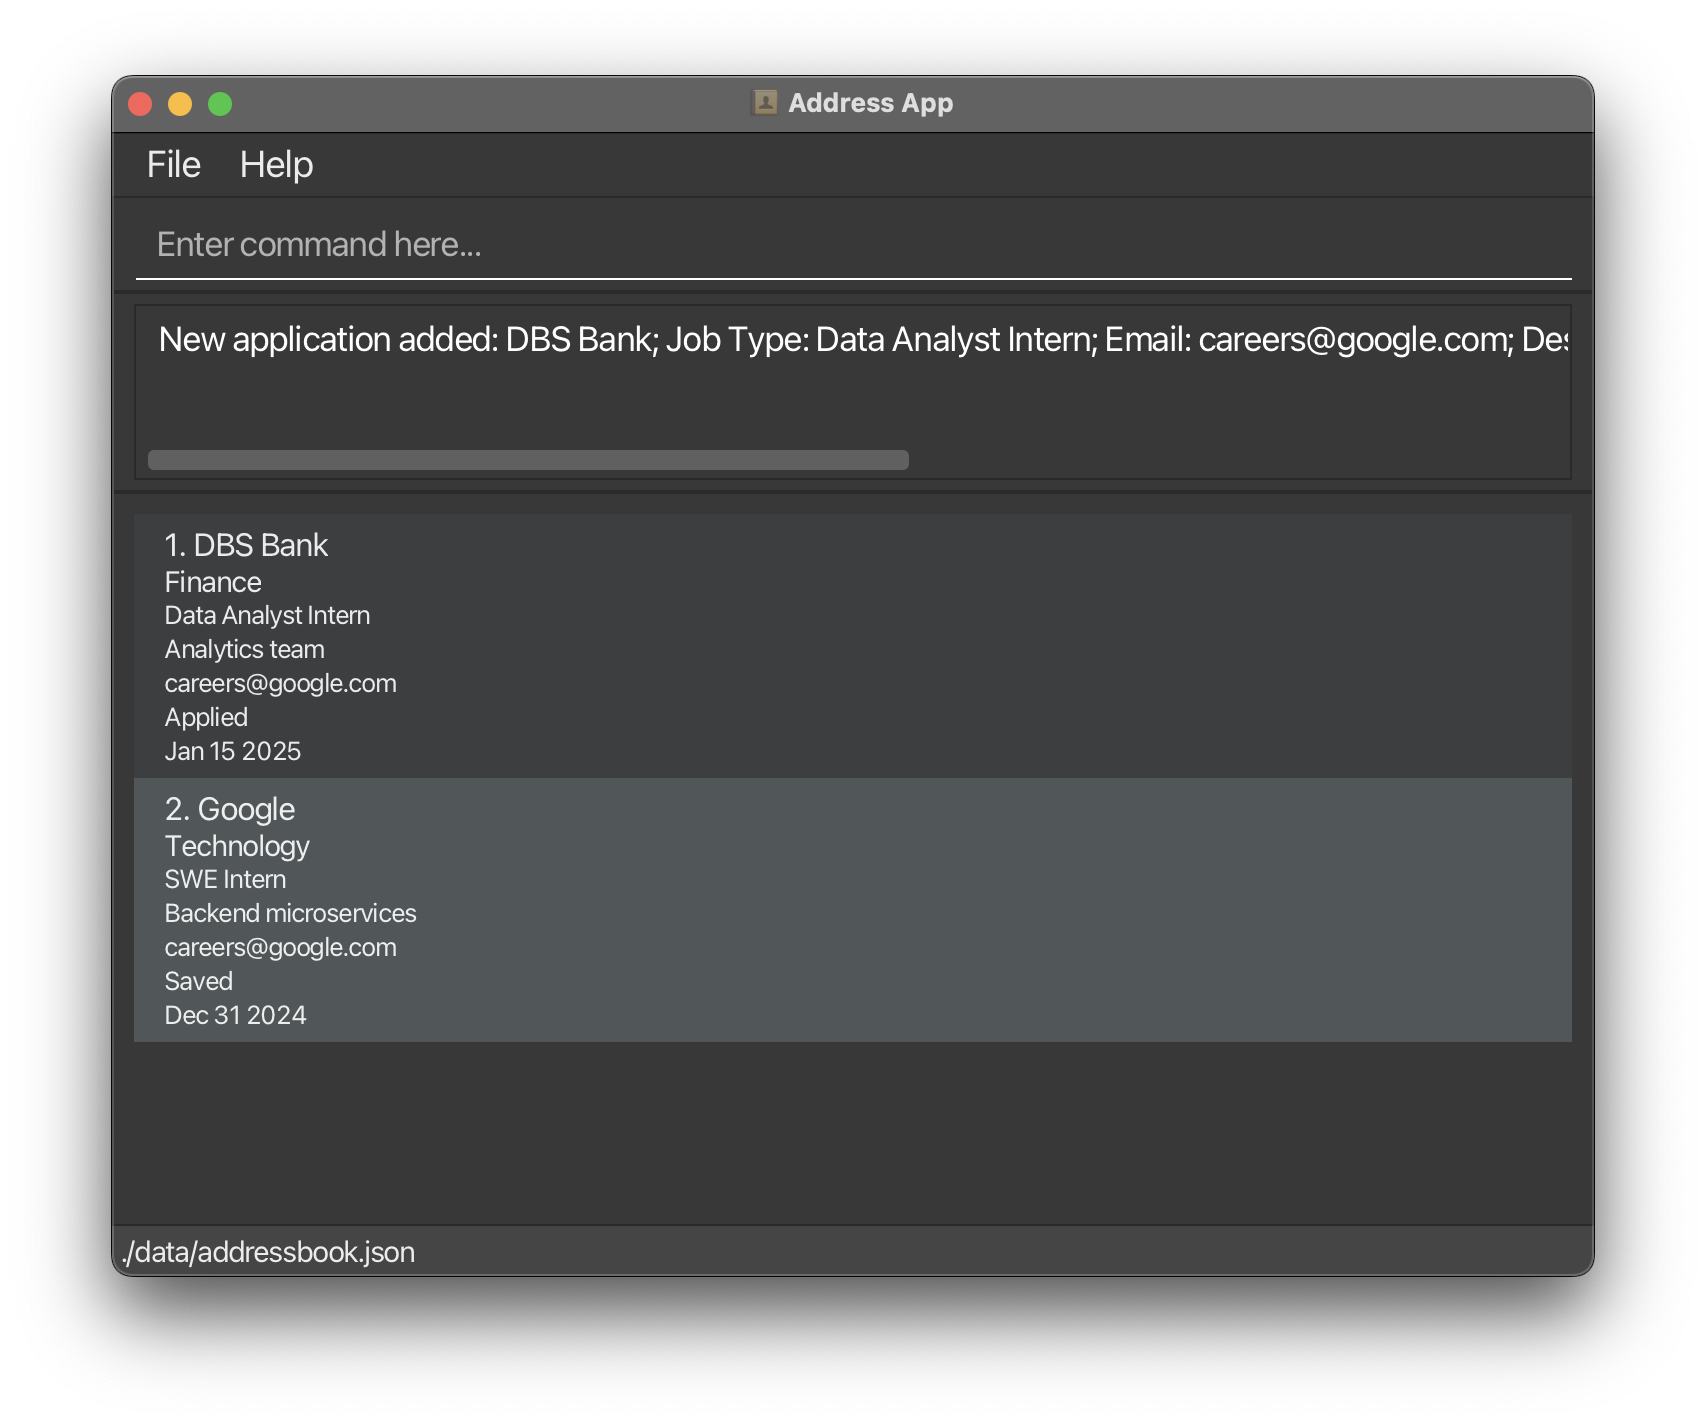 Address App
File Help
Enter command here...
New application added: DBS Bank; Job Type: Data Analyst Intern; Email: careers@google.com;
1. DBS Bank
Finance
Data Analyst Intern
Analytics team
careers@google.com
Applied
Jan 15 2025
2. Google
Technology
SWE Intern
Backend microservices
careers@google.com
Saved
Dec 31 2024
./data/addressbook.json